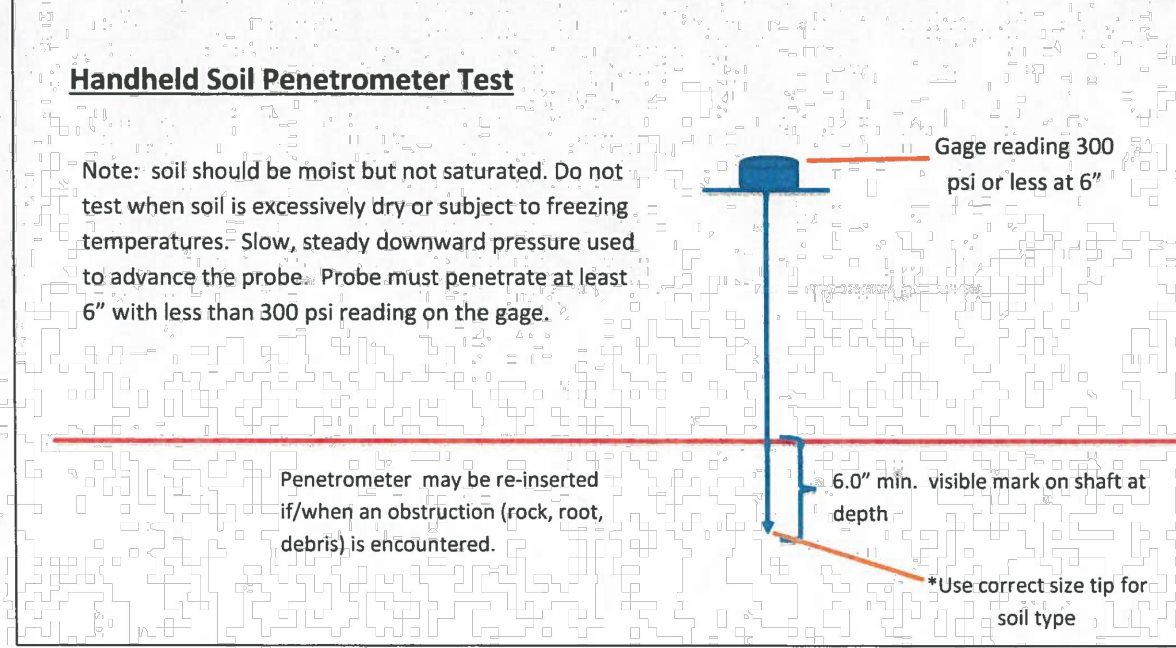 Handheld Soil Penetrometer Test
Note: soil should be moist but not saturated. Do not
test when soil is excessively dry or subject to freezing
temperatures. Slow, steady downward pressure used
to advance the probe. Probe must penetrate at least
6” with less than 300 psi reading on the gage.
Gage reading 300
psi or less at 6”
Penetrometer may be re-inserted
if/when an obstruction (rock, root,
debris) is encountered.
6.0” min. visible mark on shaft at
depth
*Use correct size tip for
soil type